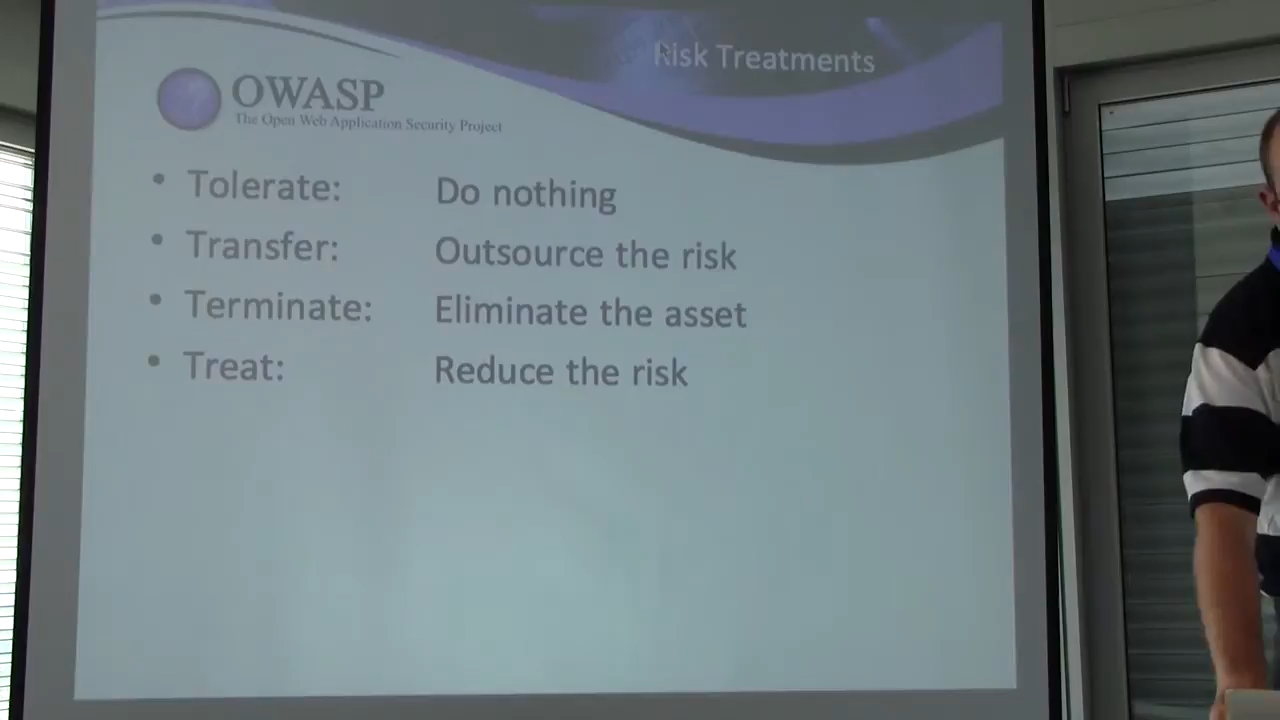 Risk Treatments
OWASP
The Open Web Application Security Project
• Tolerate: Do nothing
• Transfer: Outsource the risk
• Terminate: Eliminate the asset
• Treat: Reduce the risk